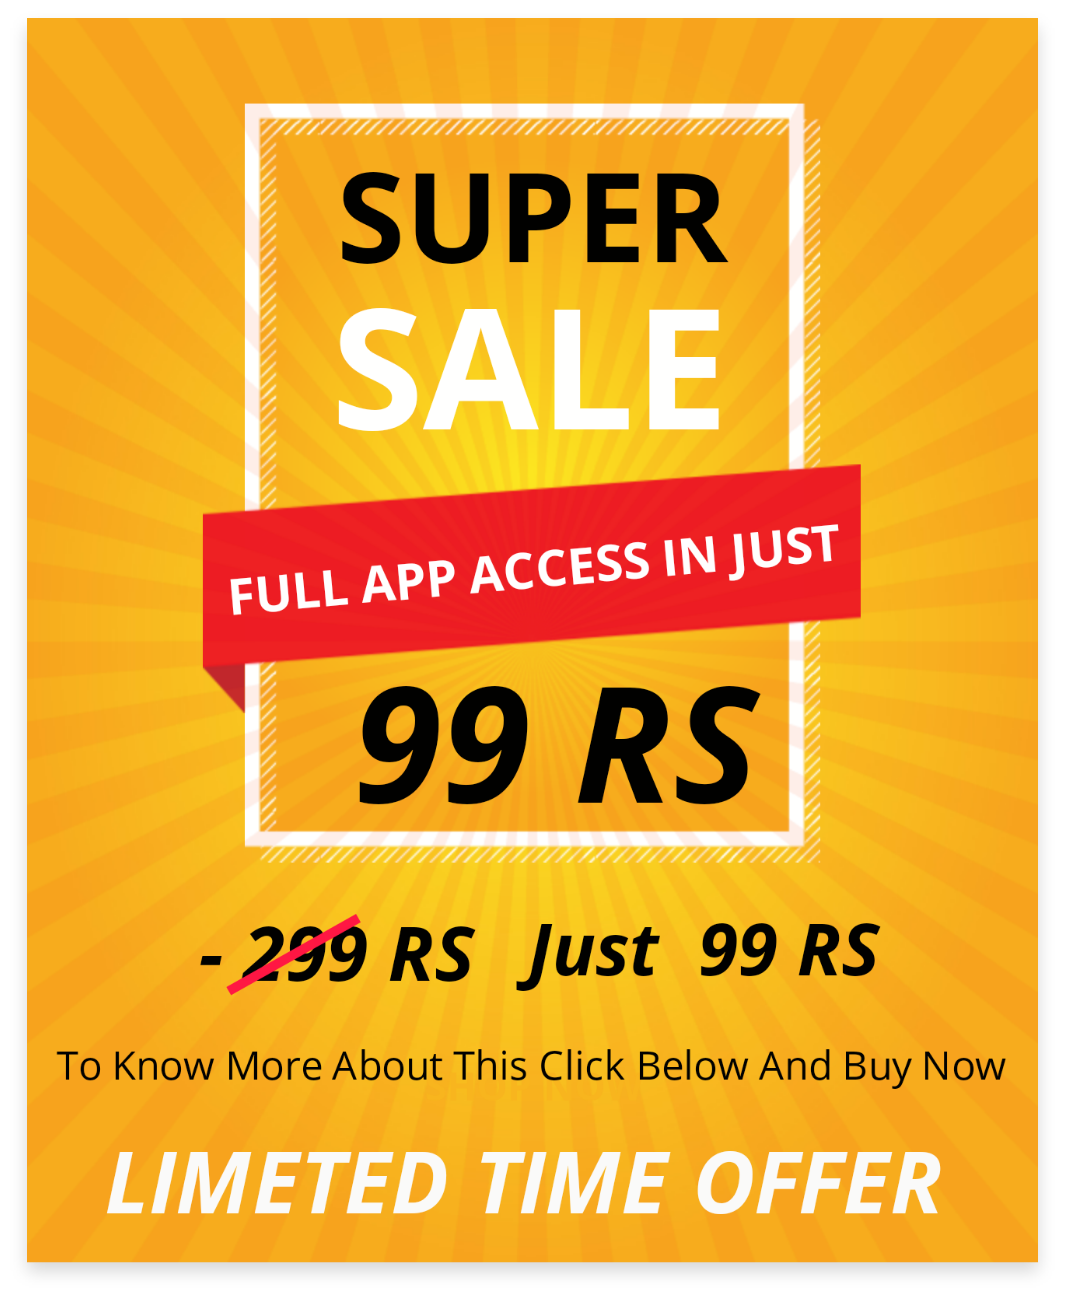 SUPER
SALE
FULL APP ACCESS IN JUST
99 RS
- 299 RS Just 99 RS
To Know More About This Click Below And Buy Now
LIMETED TIME OFFER